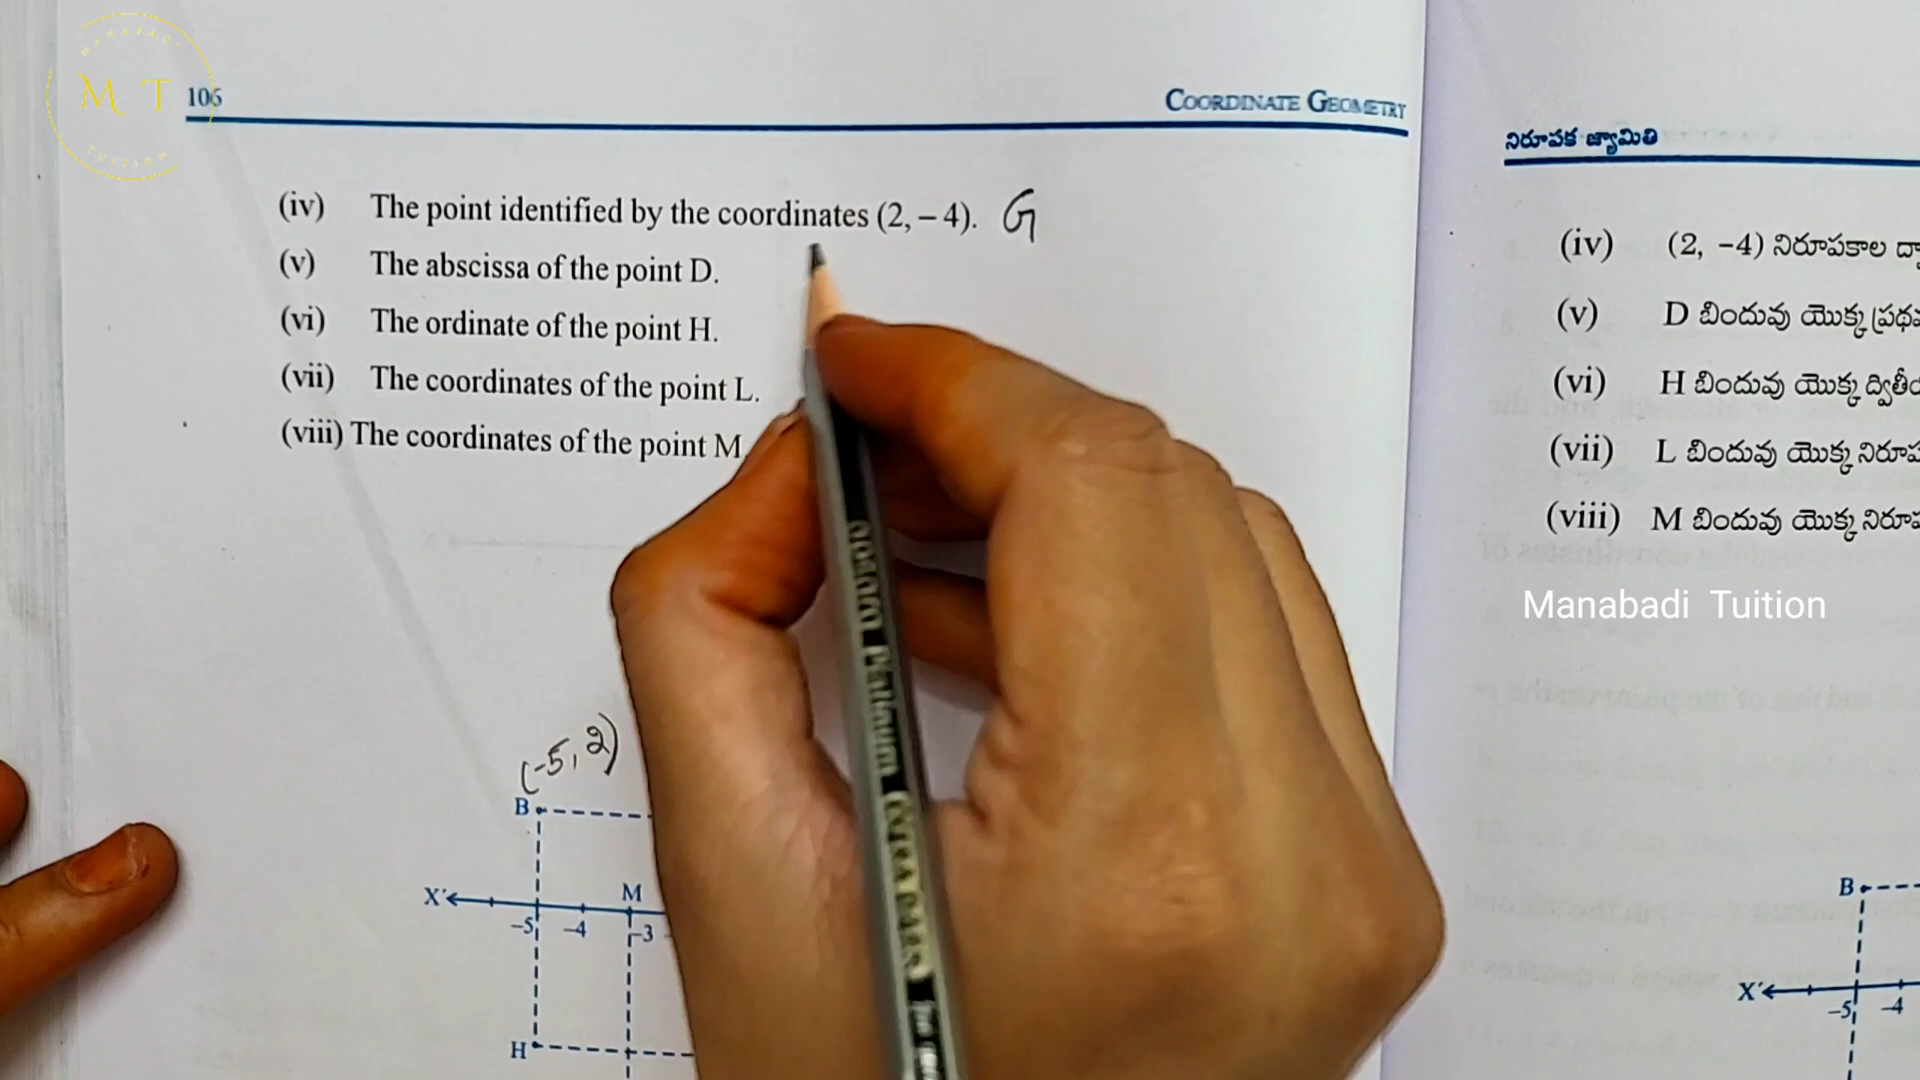 MANABADI
M T
TUITION
106
COORDINATE GEOMETRY
(iv) The point identified by the coordinates (2, – 4). G
(v) The abscissa of the point D.
(vi) The ordinate of the point H.
(vii) The coordinates of the point L.
(viii) The coordinates of the point M.
(-5, 2)
B
X′ M
–5 –4 –3
H
నిరూపక జ్యామితి
(iv) (2, –4) నిరూపకాల
(v) D బిందువు యొక్క
(vi) H బిందువు యొక్క
(vii) L బిందువు యొక్క
(viii) M బిందువు యొక్క
Manabadi Tuition
B
X′
–5 –4